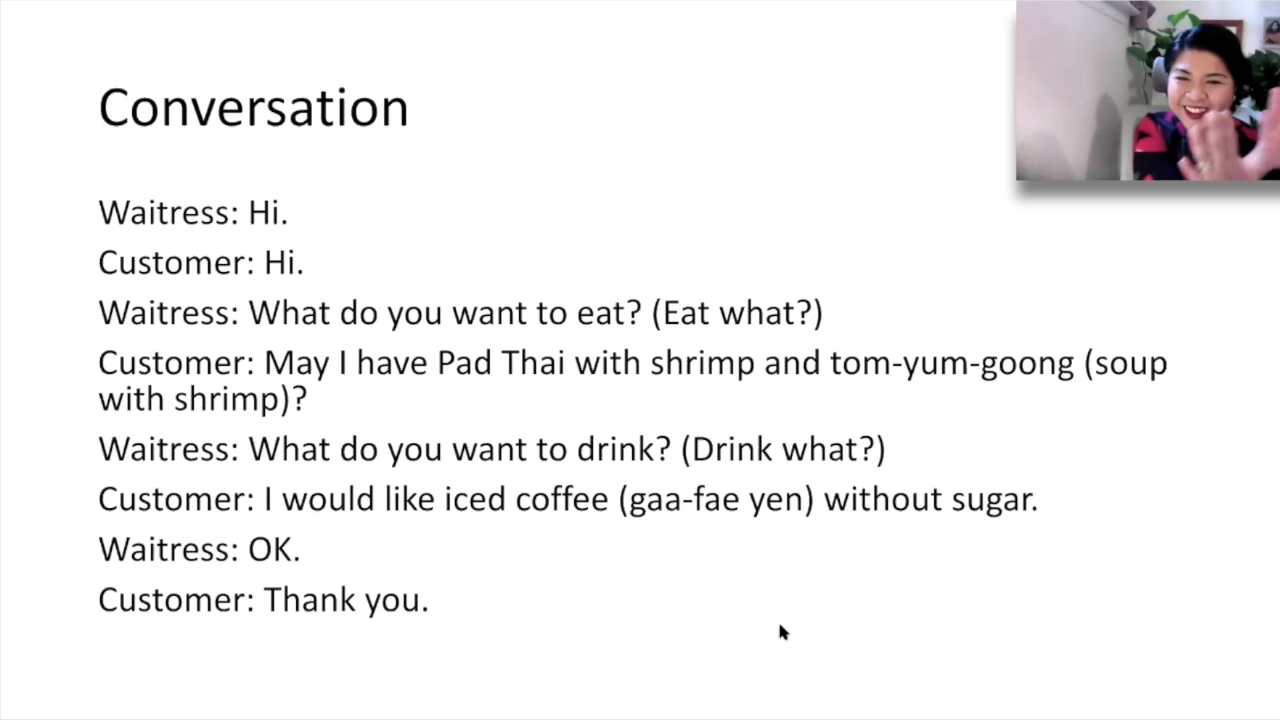 Conversation
Waitress: Hi.
Customer: Hi.
Waitress: What do you want to eat? (Eat what?)
Customer: May I have Pad Thai with shrimp and tom-yum-goong (soup
with shrimp)?
Waitress: What do you want to drink? (Drink what?)
Customer: I would like iced coffee (gaa-fae yen) without sugar.
Waitress: OK.
Customer: Thank you.